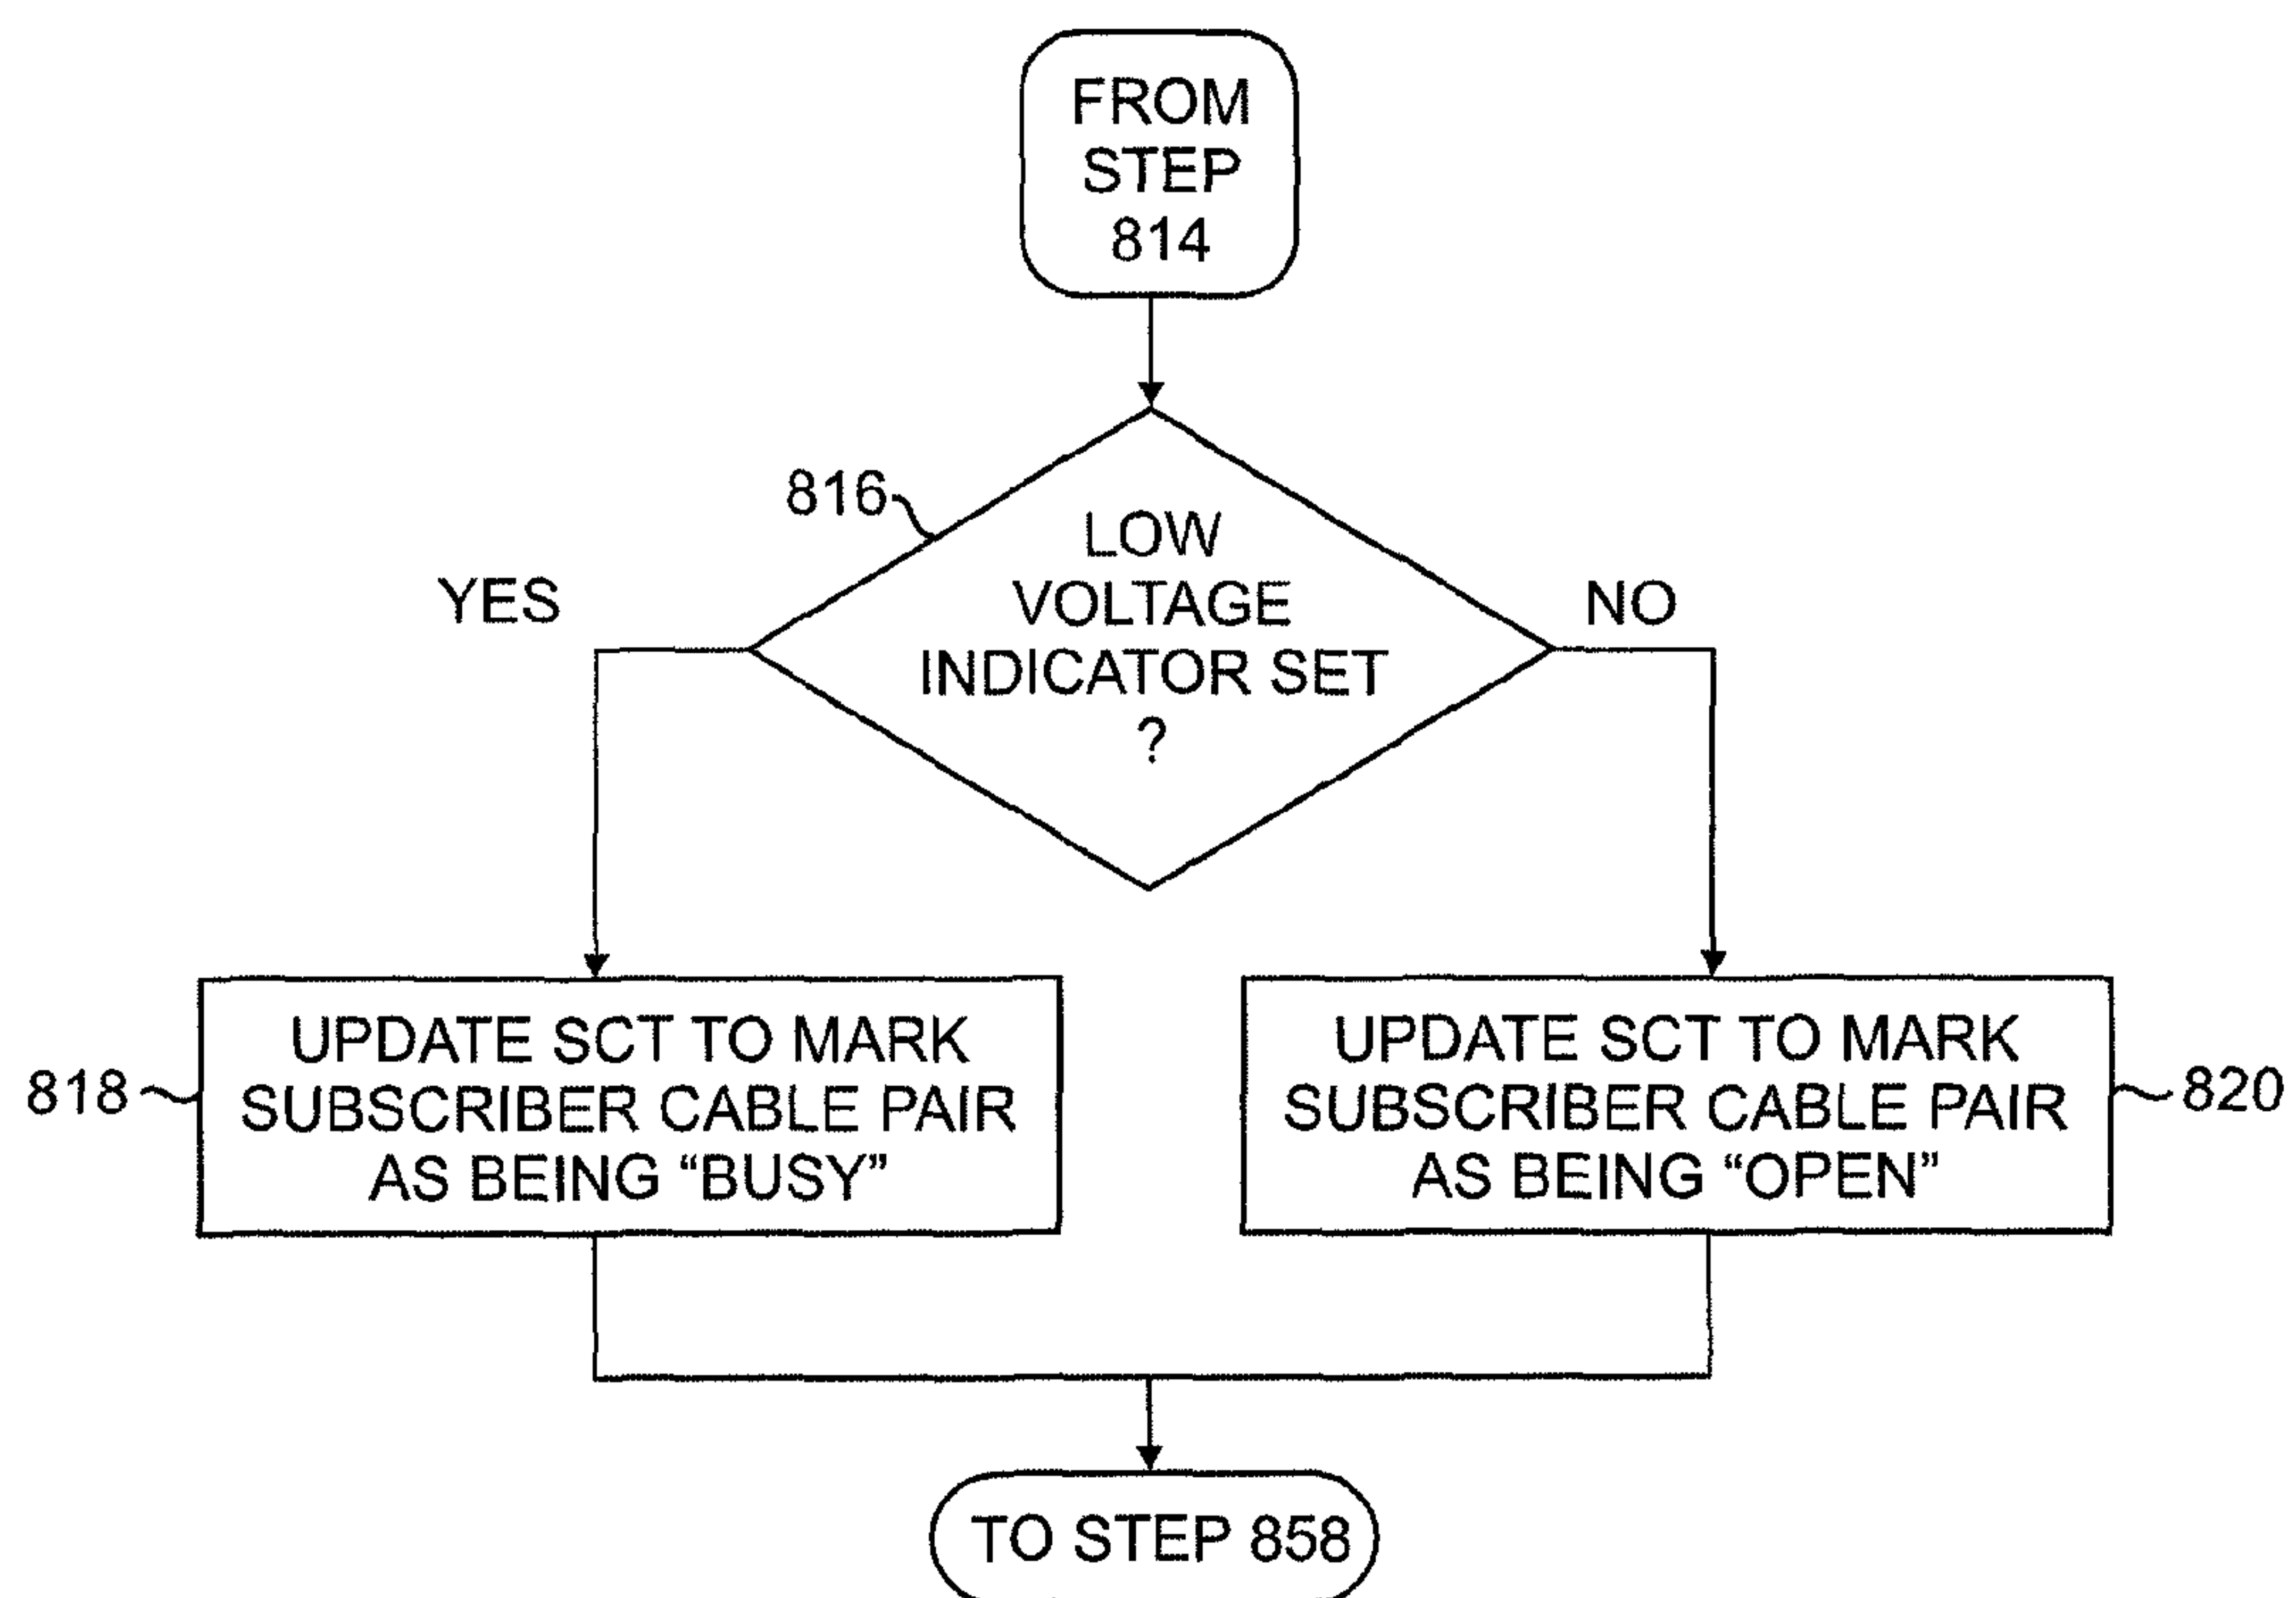 FROM
STEP
814
816
LOW
VOLTAGE
INDICATOR SET
?
YES
NO
818
UPDATE SCT TO MARK
SUBSCRIBER CABLE PAIR
AS BEING “BUSY”
UPDATE SCT TO MARK
SUBSCRIBER CABLE PAIR
AS BEING “OPEN”
820
TO STEP 858